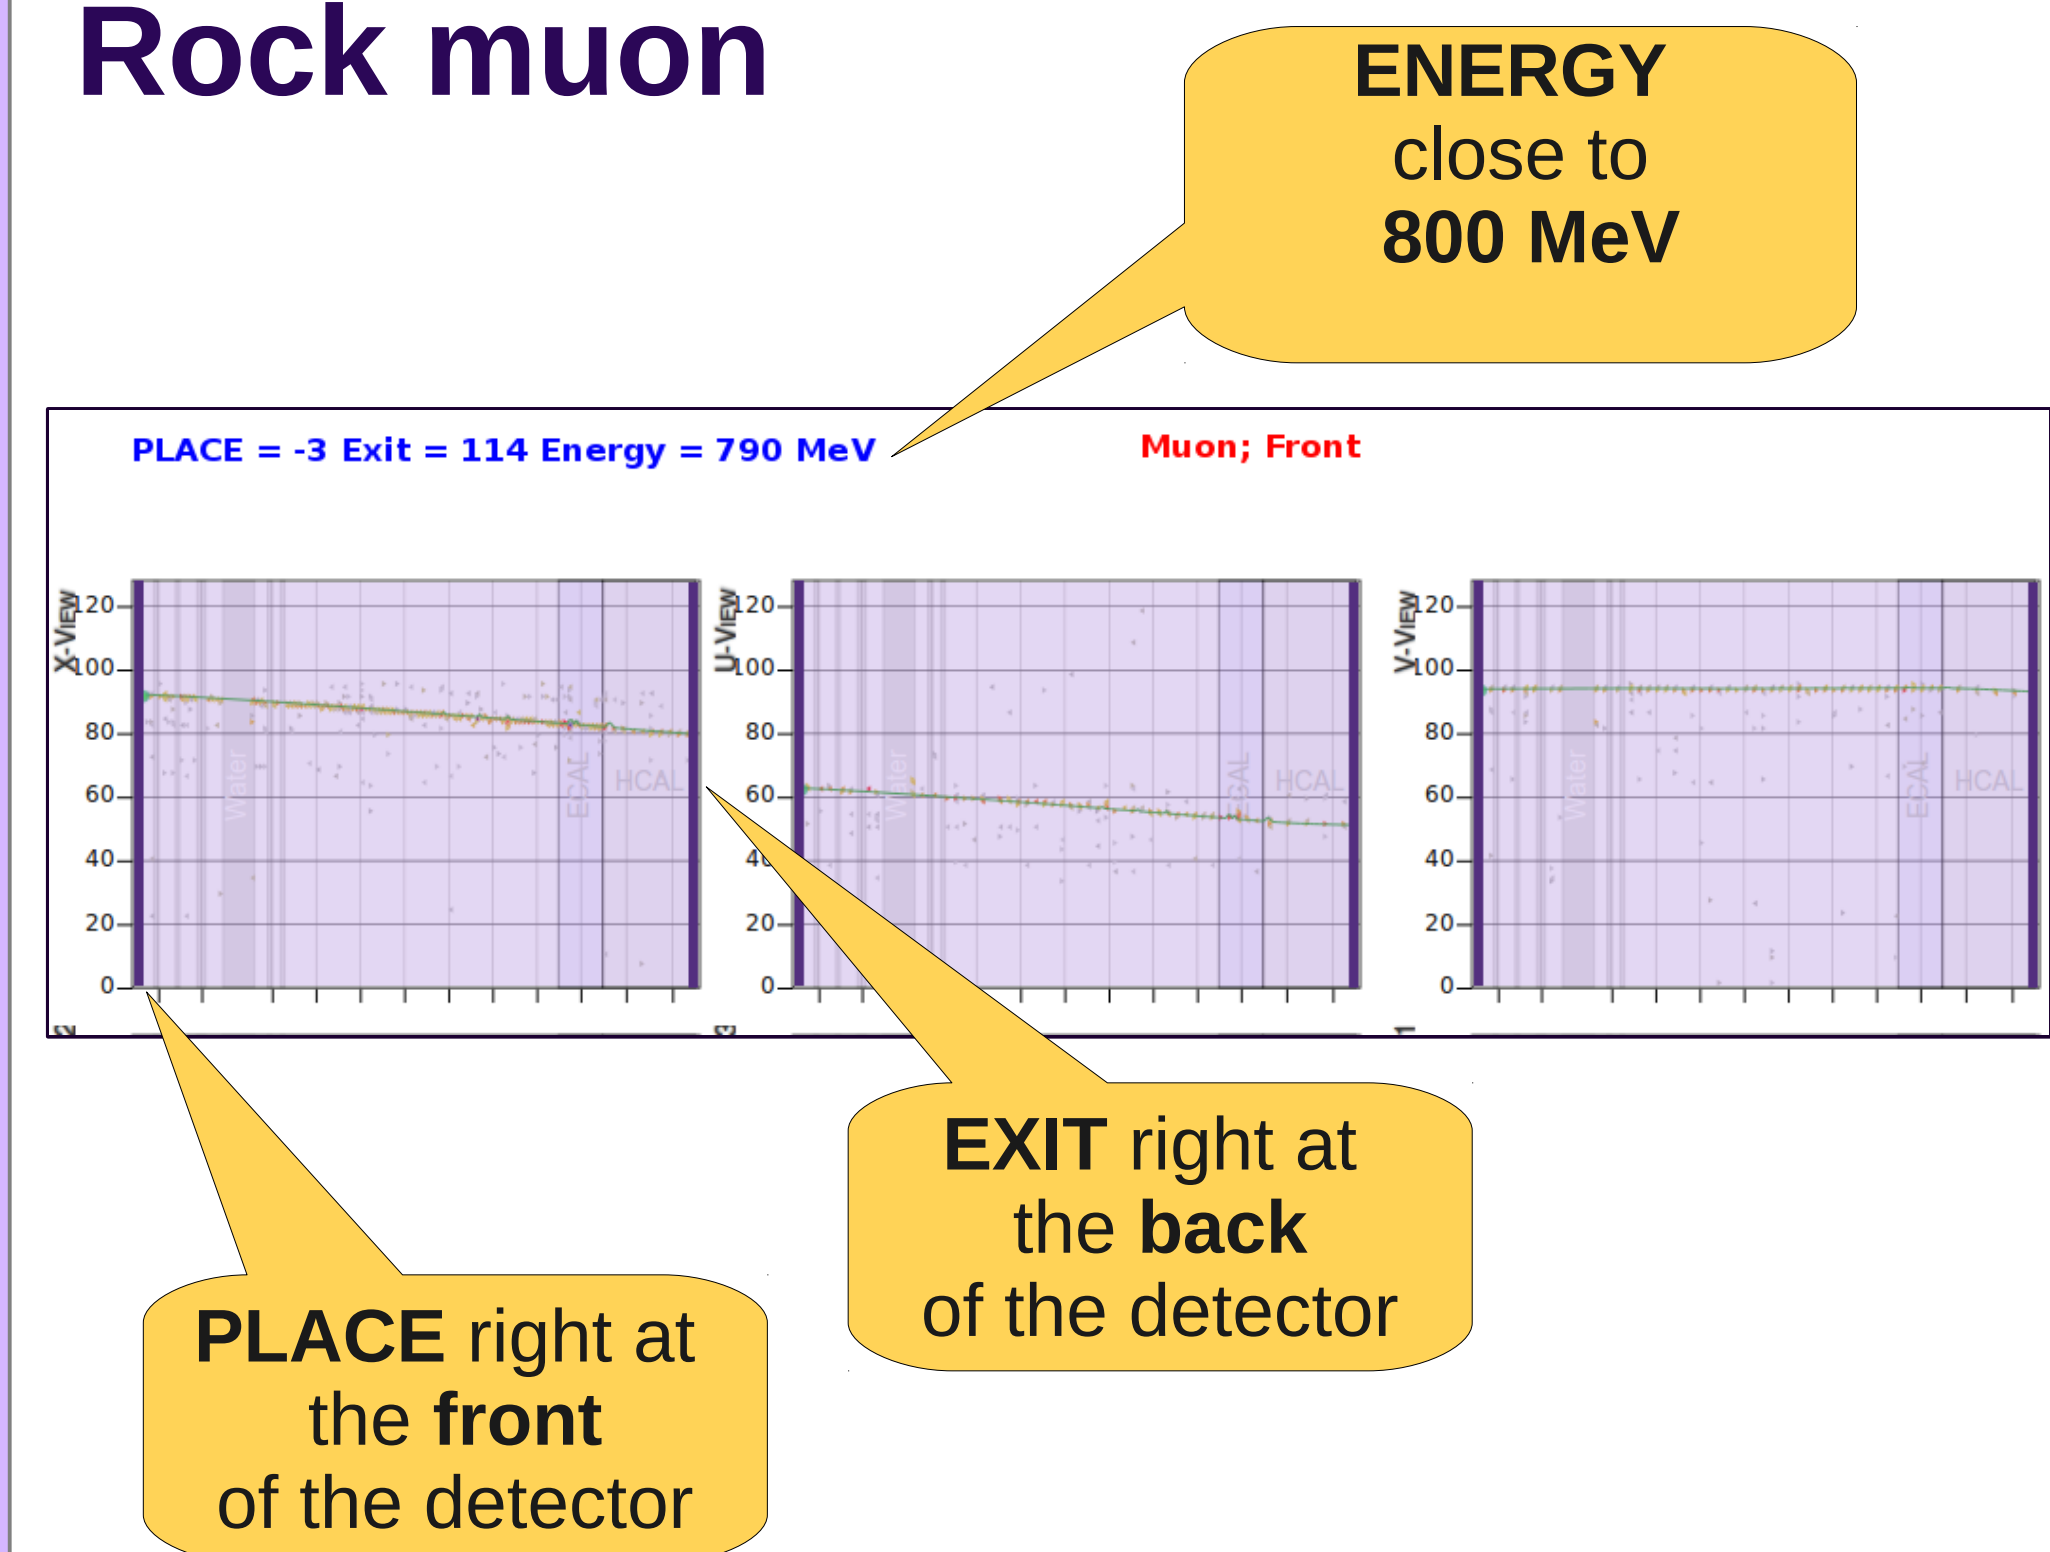 Rock muon
ENERGY
close to
800 MeV
PLACE = -3 Exit = 114 Energy = 790 MeV
Muon; Front
X-VIEW
120
100
80
60
40
20
0
Water
ECAL
HCAL
U-VIEW
120
100
80
60
40
20
0
Water
ECAL
HCAL
V-VIEW
120
100
80
60
40
20
0
Water
ECAL
HCAL
EXIT right at
the back
of the detector
PLACE right at
the front
of the detector